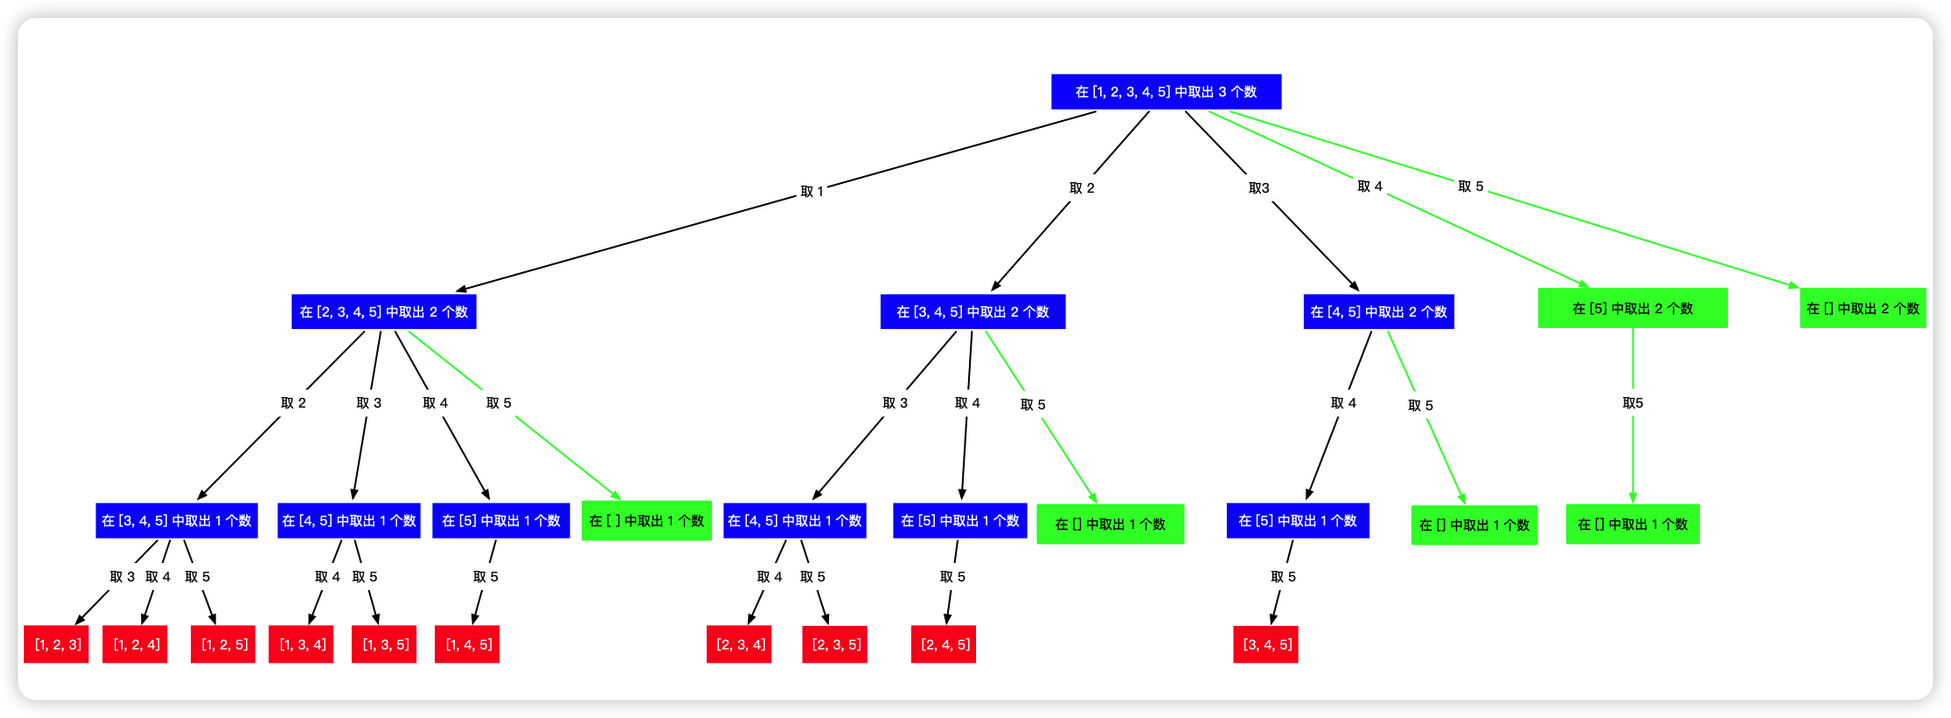 在 [1, 2, 3, 4, 5] 中取出 3 个数
取 1
取 2
取3
取 4
取 5
在 [2, 3, 4, 5] 中取出 2 个数
在 [3, 4, 5] 中取出 2 个数
在 [4, 5] 中取出 2 个数
在 [5] 中取出 2 个数
在 [] 中取出 2 个数
取 2
取 3
取 4
取 5
取 3
取 4
取 5
取 4
取 5
取5
在 [3, 4, 5] 中取出 1 个数
在 [4, 5] 中取出 1 个数
在 [5] 中取出 1 个数
在 [ ] 中取出 1 个数
在 [4, 5] 中取出 1 个数
在 [5] 中取出 1 个数
在 [] 中取出 1 个数
在 [5] 中取出 1 个数
在 [] 中取出 1 个数
在 [] 中取出 1 个数
取 3
取 4
取 5
取 4
取 5
取 5
取 4
取 5
取 5
取 5
[1, 2, 3]
[1, 2, 4]
[1, 2, 5]
[1, 3, 4]
[1, 3, 5]
[1, 4, 5]
[2, 3, 4]
[2, 3, 5]
[2, 4, 5]
[3, 4, 5]